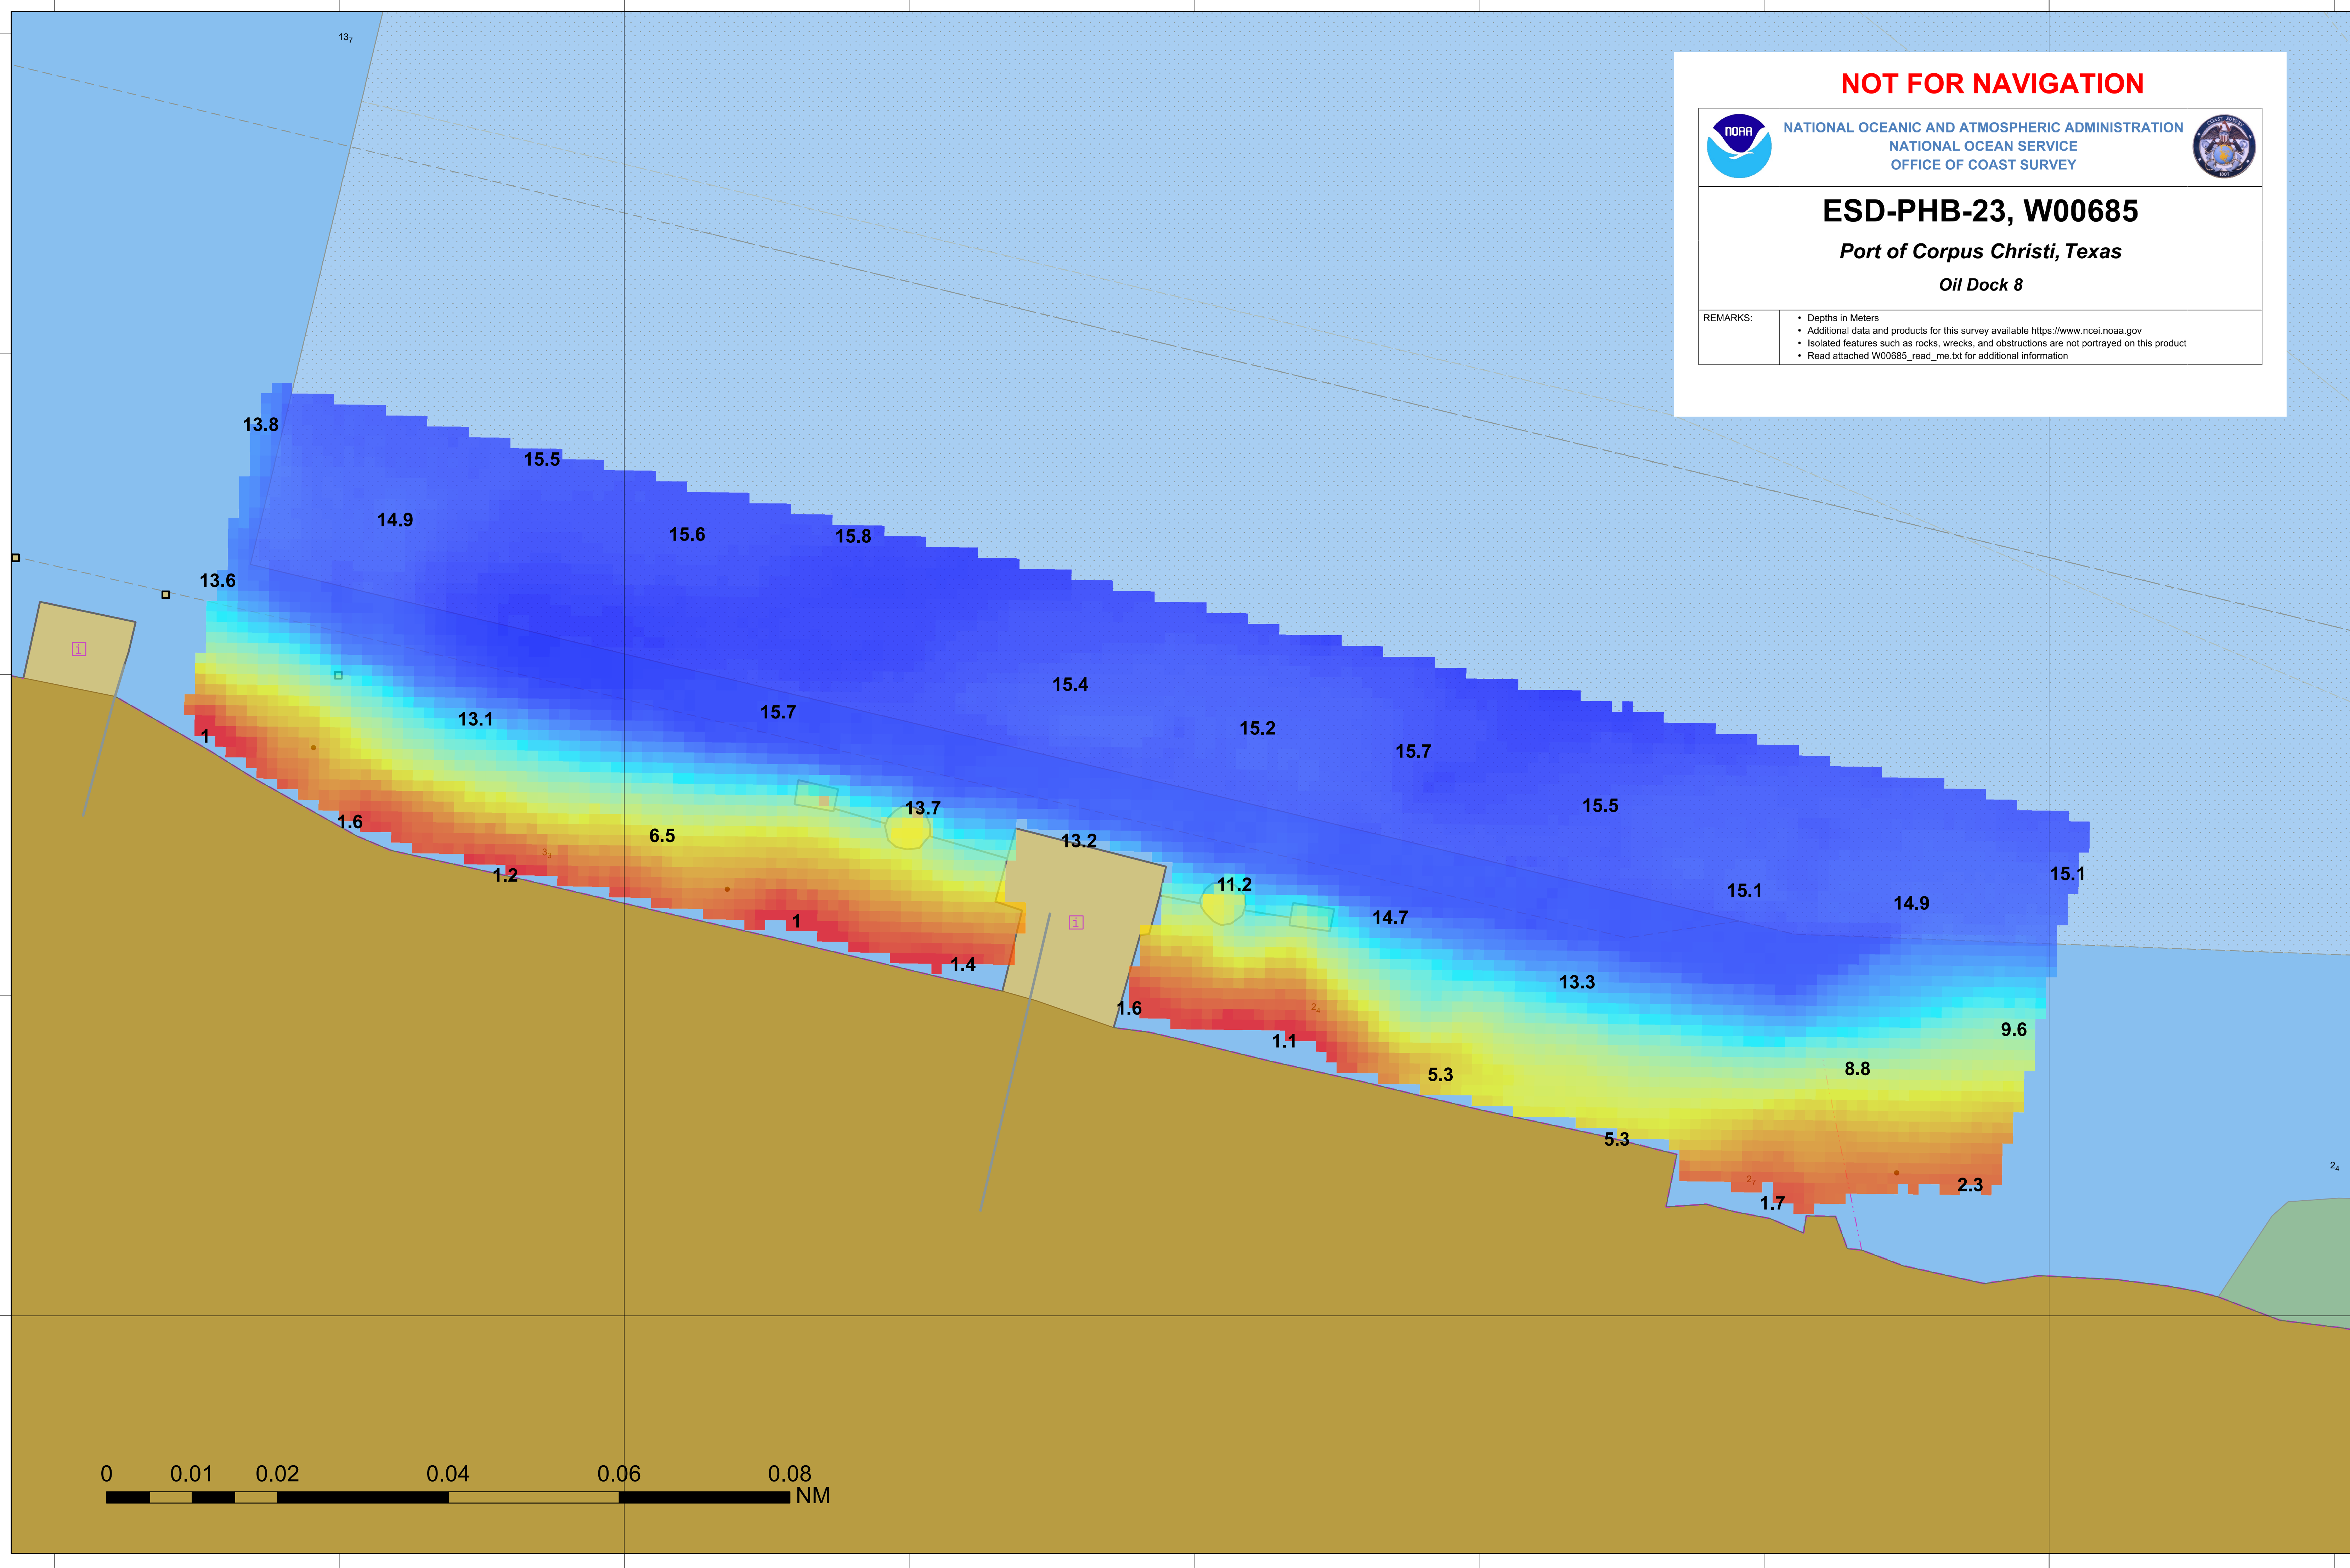 13₇
NOT FOR NAVIGATION
NOAA
NATIONAL OCEANIC AND ATMOSPHERIC ADMINISTRATION
NATIONAL OCEAN SERVICE
OFFICE OF COAST SURVEY
ESD-PHB-23, W00685
Port of Corpus Christi, Texas
Oil Dock 8
REMARKS:
• Depths in Meters
• Additional data and products for this survey available https://www.ncei.noaa.gov
• Isolated features such as rocks, wrecks, and obstructions are not portrayed on this product
• Read attached W00685_read_me.txt for additional information
13.8
15.5
14.9
15.6
15.8
13.6
i
15.4
13.1
15.7
15.2
1
15.7
13.7
15.5
1.6
6.5
13.2
3₃
1.2
15.1
11.2
15.1
14.9
1
i
14.7
1.4
13.3
1.6
2₄
9.6
1.1
5.3
8.8
5.3
2₄
2₇
2.3
1.7
0 0.01 0.02 0.04 0.06 0.08
NM